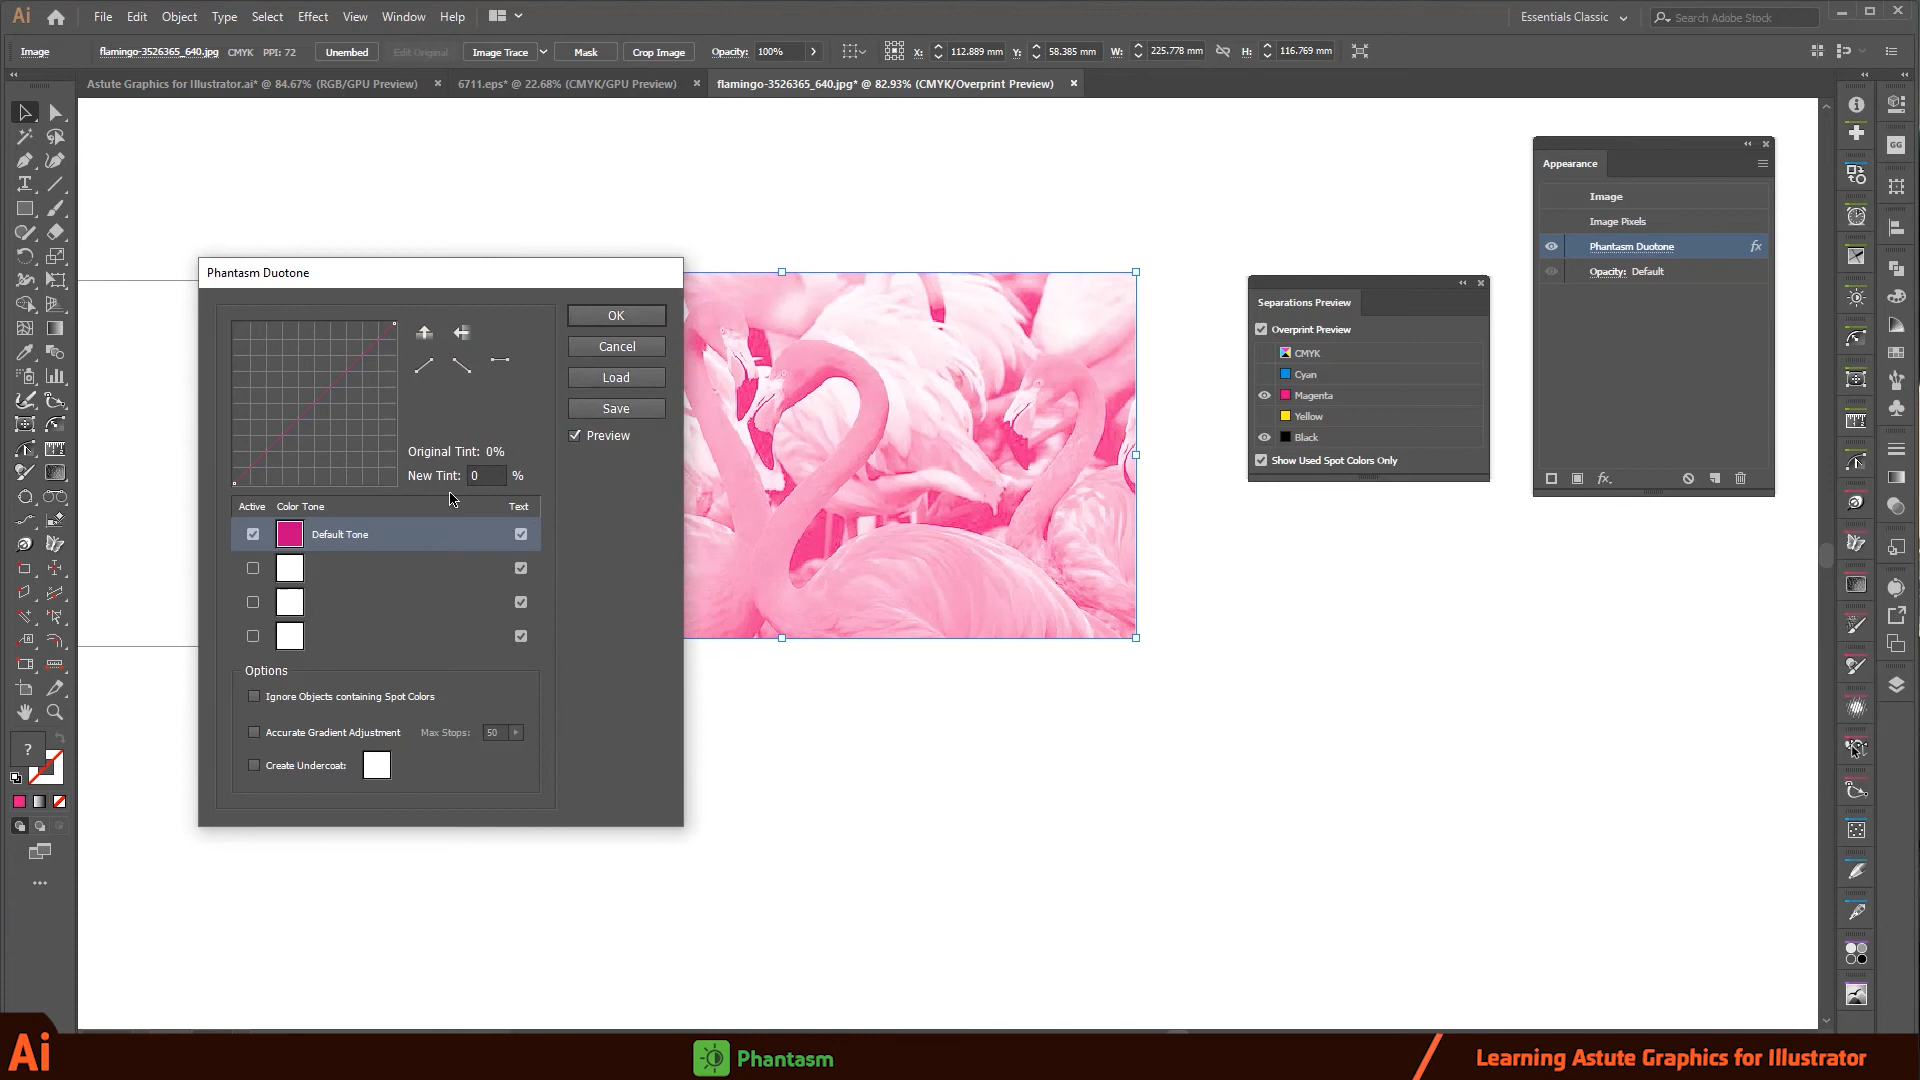 Ai File Edit Object Type Select Effect View Window Help Essentials Classic Search Adobe Stock
Image flamingo-3526365_640.jpg CMYK PPI: 72 Unembed Edit Original Image Trace Mask Crop Image Opacity: 100% X: 112.889 mm Y: 58.385 mm W: 225.778 mm H: 116.769 mm
Astute Graphics for Illustrator.ai* @ 84.67% (RGB/GPU Preview) 6711.eps* @ 22.68% (CMYK/GPU Preview) flamingo-3526365_640.jpg* @ 82.93% (CMYK/Overprint Preview)
Phantasm Duotone
OK
Cancel
Load
Save
Preview
Original Tint: 0%
New Tint: 0 %
Active Color Tone Text
Default Tone
Options
Ignore Objects containing Spot Colors
Accurate Gradient Adjustment Max Stops: 50
Create Undercoat:
Separations Preview
Overprint Preview
CMYK
Cyan
Magenta
Yellow
Black
Show Used Spot Colors Only
Appearance
Image
Image Pixels
Phantasm Duotone fx
Opacity: Default
fx
GG
T
?
Ai
Phantasm
Learning Astute Graphics for Illustrator